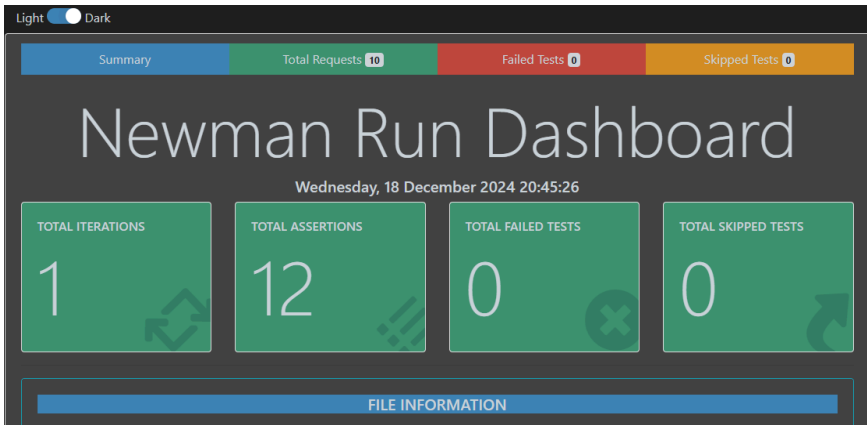 Light Dark
Summary Total Requests 10 Failed Tests 0 Skipped Tests 0
Newman Run Dashboard
Wednesday, 18 December 2024 20:45:26
TOTAL ITERATIONS TOTAL ASSERTIONS TOTAL FAILED TESTS TOTAL SKIPPED TESTS
1 12 0 0
FILE INFORMATION